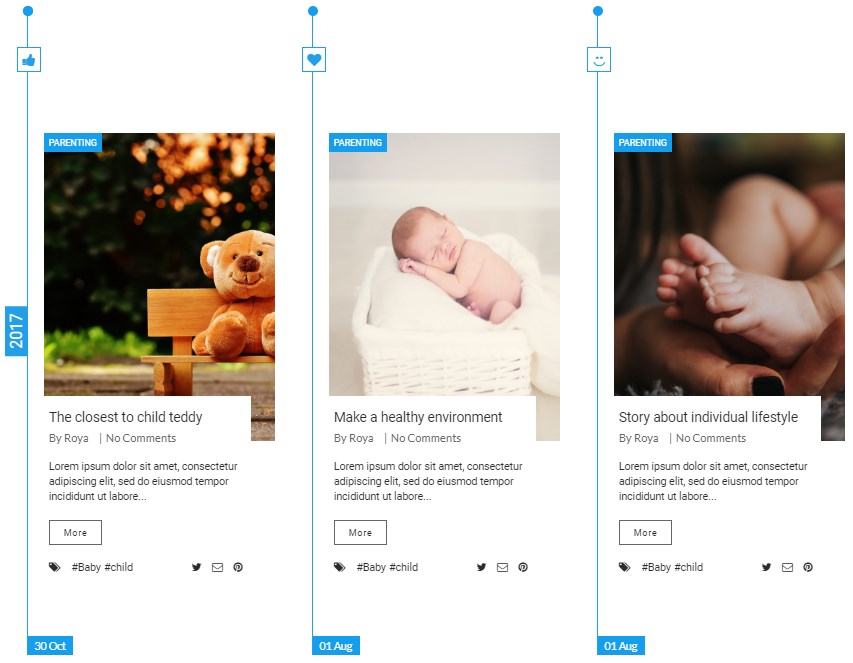 2017
PARENTING
The closest to child teddy
By Roya | No Comments
Lorem ipsum dolor sit amet, consectetur
adipiscing elit, sed do eiusmod tempor
incididunt ut labore...
More
#Baby #child
30 Oct
PARENTING
Make a healthy environment
By Roya | No Comments
Lorem ipsum dolor sit amet, consectetur
adipiscing elit, sed do eiusmod tempor
incididunt ut labore...
More
#Baby #child
01 Aug
PARENTING
Story about individual lifestyle
By Roya | No Comments
Lorem ipsum dolor sit amet, consectetur
adipiscing elit, sed do eiusmod tempor
incididunt ut labore...
More
#Baby #child
01 Aug